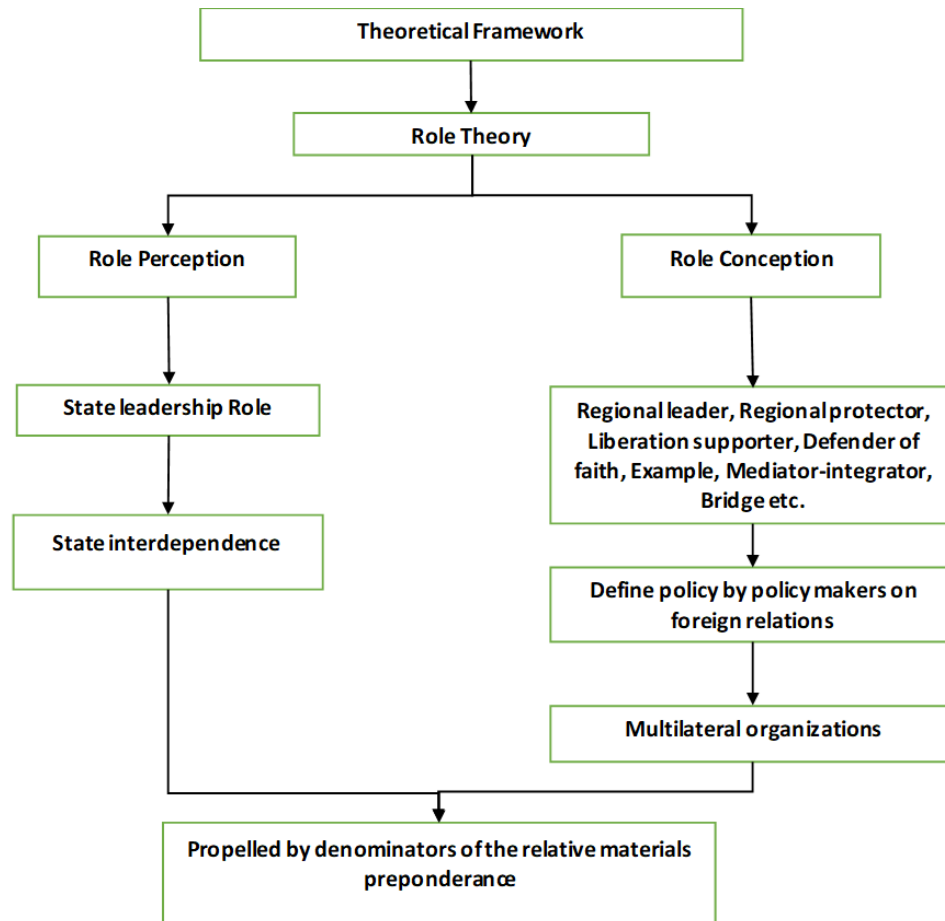 Theoretical Framework
Role Theory
Role Perception
Role Conception
State leadership Role
Regional leader, Regional protector,
Liberation supporter, Defender of
faith, Example, Mediator-integrator,
Bridge etc.
State interdependence
Define policy by policy makers on
foreign relations
Multilateral organizations
Propelled by denominators of the relative materials
preponderance